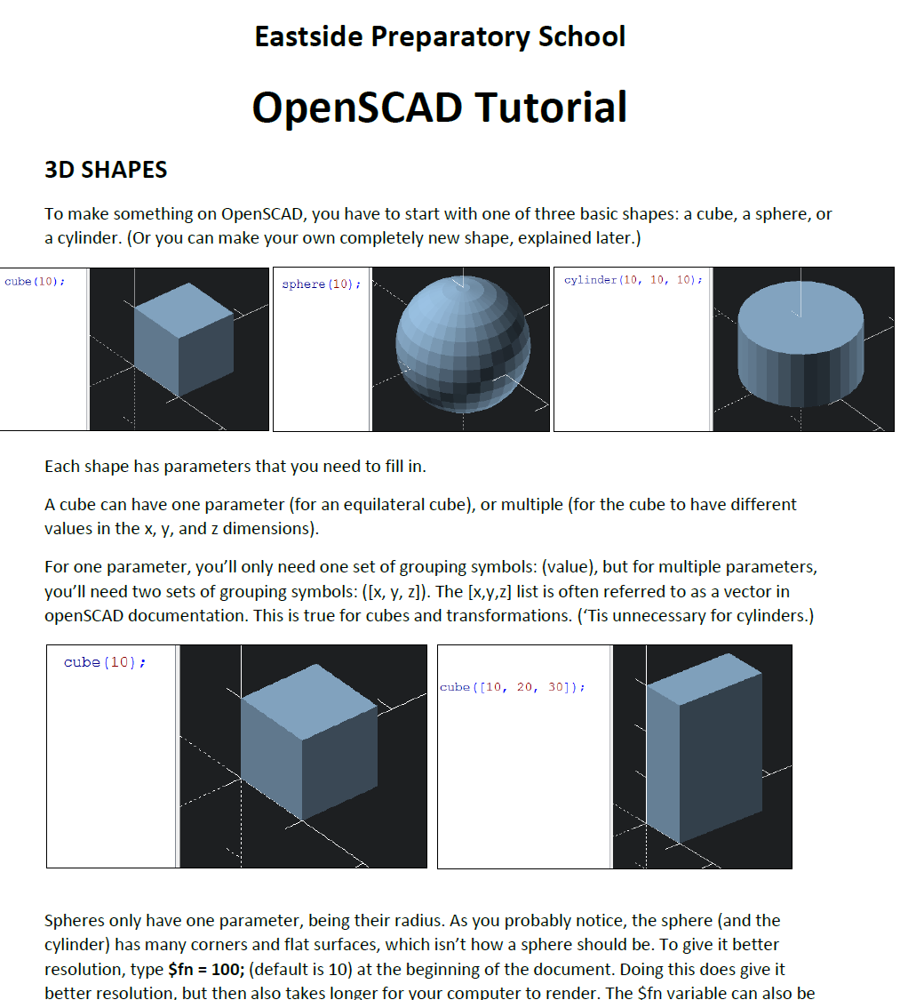 Eastside Preparatory School
OpenSCAD Tutorial
3D SHAPES
To make something on OpenSCAD, you have to start with one of three basic shapes: a cube, a sphere, or
a cylinder. (Or you can make your own completely new shape, explained later.)
cube(10);
sphere(10);
cylinder(10, 10, 10);
Each shape has parameters that you need to fill in.
A cube can have one parameter (for an equilateral cube), or multiple (for the cube to have different
values in the x, y, and z dimensions).
For one parameter, you’ll only need one set of grouping symbols: (value), but for multiple parameters,
you’ll need two sets of grouping symbols: ([x, y, z]). The [x,y,z] list is often referred to as a vector in
openSCAD documentation. This is true for cubes and transformations. (‘Tis unnecessary for cylinders.)
cube(10);
cube([10, 20, 30]);
Spheres only have one parameter, being their radius. As you probably notice, the sphere (and the
cylinder) has many corners and flat surfaces, which isn’t how a sphere should be. To give it better
resolution, type $fn = 100; (default is 10) at the beginning of the document. Doing this does give it
better resolution, but then also takes longer for your computer to render. The $fn variable can also be